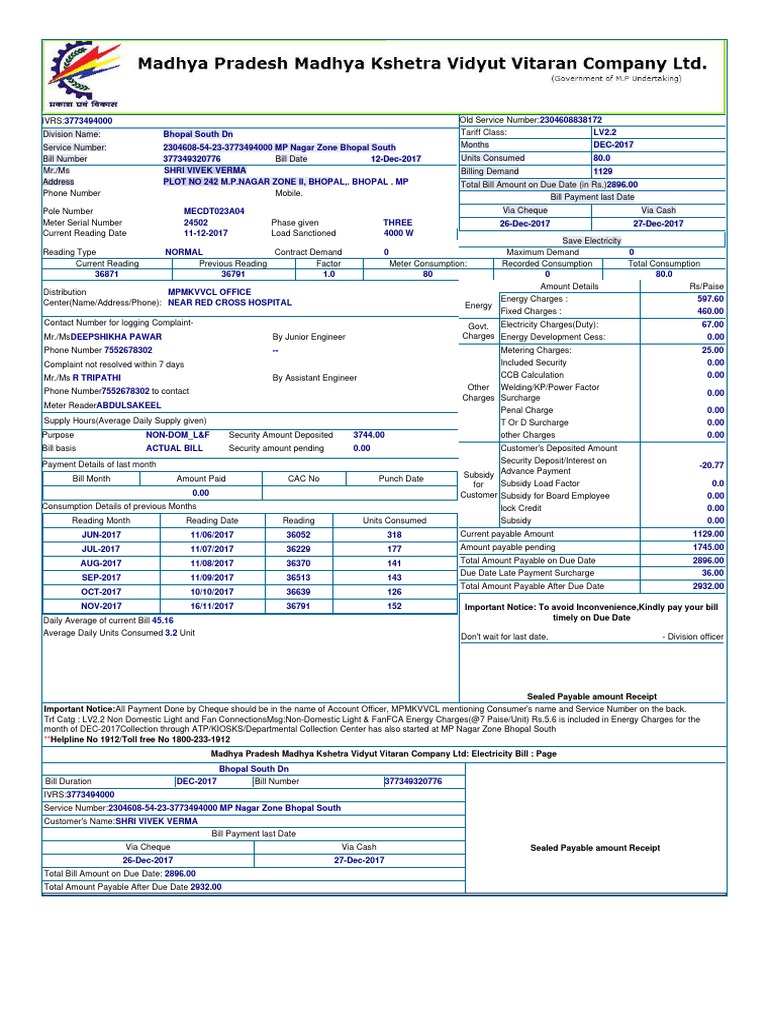 Madhya Pradesh Madhya Kshetra Vidyut Vitaran Company Ltd.
(Government of M.P Undertaking)
प्रकाश एवं विकास
IVRS:3773494000
Division Name: Bhopal South Dn
Service Number: 2304608-54-23-3773494000 MP Nagar Zone Bhopal South
Bill Number 377349320776 Bill Date 12-Dec-2017
Mr./Ms SHRI VIVEK VERMA
Address PLOT NO 242 M.P.NAGAR ZONE II, BHOPAL,. BHOPAL . MP
Phone Number Mobile.
Pole Number MECDT023A04
Meter Serial Number 24502 Phase given THREE
Current Reading Date 11-12-2017 Load Sanctioned 4000 W
Reading Type NORMAL Contract Demand 0
Old Service Number:2304608838172
Tariff Class: LV2.2
Months DEC-2017
Units Consumed 80.0
Billing Demand 1129
Total Bill Amount on Due Date (in Rs.)2896.00
Bill Payment last Date
Via Cheque Via Cash
26-Dec-2017 27-Dec-2017
Save Electricity
Maximum Demand 0
Current Reading Previous Reading Factor Meter Consumption: Recorded Consumption Total Consumption
36871 36791 1.0 80 0 80.0
Distribution MPMKVVCL OFFICE
Center(Name/Address/Phone): NEAR RED CROSS HOSPITAL
Contact Number for logging Complaint-
Mr./MsDEEPSHIKHA PAWAR By Junior Engineer
Phone Number 7552678302 --
Complaint not resolved within 7 days
Mr./Ms R TRIPATHI By Assistant Engineer
Phone Number7552678302 to contact
Meter ReaderABDULSAKEEL
Supply Hours(Average Daily Supply given)
Purpose NON-DOM_L&F Security Amount Deposited 3744.00
Bill basis ACTUAL BILL Security amount pending 0.00
Payment Details of last month
Bill Month Amount Paid CAC No Punch Date
0.00
Consumption Details of previous Months
Reading Month Reading Date Reading Units Consumed
JUN-2017 11/06/2017 36052 318
JUL-2017 11/07/2017 36229 177
AUG-2017 11/08/2017 36370 141
SEP-2017 11/09/2017 36513 143
OCT-2017 10/10/2017 36639 126
NOV-2017 16/11/2017 36791 152
Daily Average of current Bill 45.16
Average Daily Units Consumed 3.2 Unit
Amount Details Rs/Paise
Energy
Energy Charges : 597.60
Fixed Charges : 460.00
Govt. Charges
Electricity Charges(Duty): 67.00
Energy Development Cess: 0.00
Other Charges
Metering Charges: 25.00
Included Security 0.00
CCB Calculation 0.00
Welding/KP/Power Factor
Surcharge 0.00
Penal Charge 0.00
T Or D Surcharge 0.00
other Charges 0.00
Subsidy for Customer
Customer's Deposited Amount
Security Deposit/Interest on
Advance Payment -20.77
Subsidy Load Factor 0.0
Subsidy for Board Employee 0.00
lock Credit 0.00
Subsidy 0.00
Current payable Amount 1129.00
Amount payable pending 1745.00
Total Amount Payable on Due Date 2896.00
Due Date Late Payment Surcharge 36.00
Total Amount Payable After Due Date 2932.00
Important Notice: To avoid Inconvenience,Kindly pay your bill
timely on Due Date
Don't wait for last date. - Division officer
Sealed Payable amount Receipt
Important Notice:All Payment Done by Cheque should be in the name of Account Officer, MPMKVVCL mentioning Consumer's name and Service Number on the back.
Trf Catg : LV2.2 Non Domestic Light and Fan ConnectionsMsg:Non-Domestic Light & FanFCA Energy Charges(@7 Paise/Unit) Rs.5.6 is included in Energy Charges for the
month of DEC-2017Collection through ATP/KIOSKS/Departmental Collection Center has also started at MP Nagar Zone Bhopal South
**Helpline No 1912/Toll free No 1800-233-1912
Madhya Pradesh Madhya Kshetra Vidyut Vitaran Company Ltd: Electricity Bill : Page
Bhopal South Dn
Bill Duration DEC-2017 Bill Number 377349320776
IVRS:3773494000
Service Number:2304608-54-23-3773494000 MP Nagar Zone Bhopal South
Customer's Name:SHRI VIVEK VERMA
Bill Payment last Date
Via Cheque Via Cash
26-Dec-2017 27-Dec-2017
Total Bill Amount on Due Date: 2896.00
Total Amount Payable After Due Date 2932.00
Sealed Payable amount Receipt